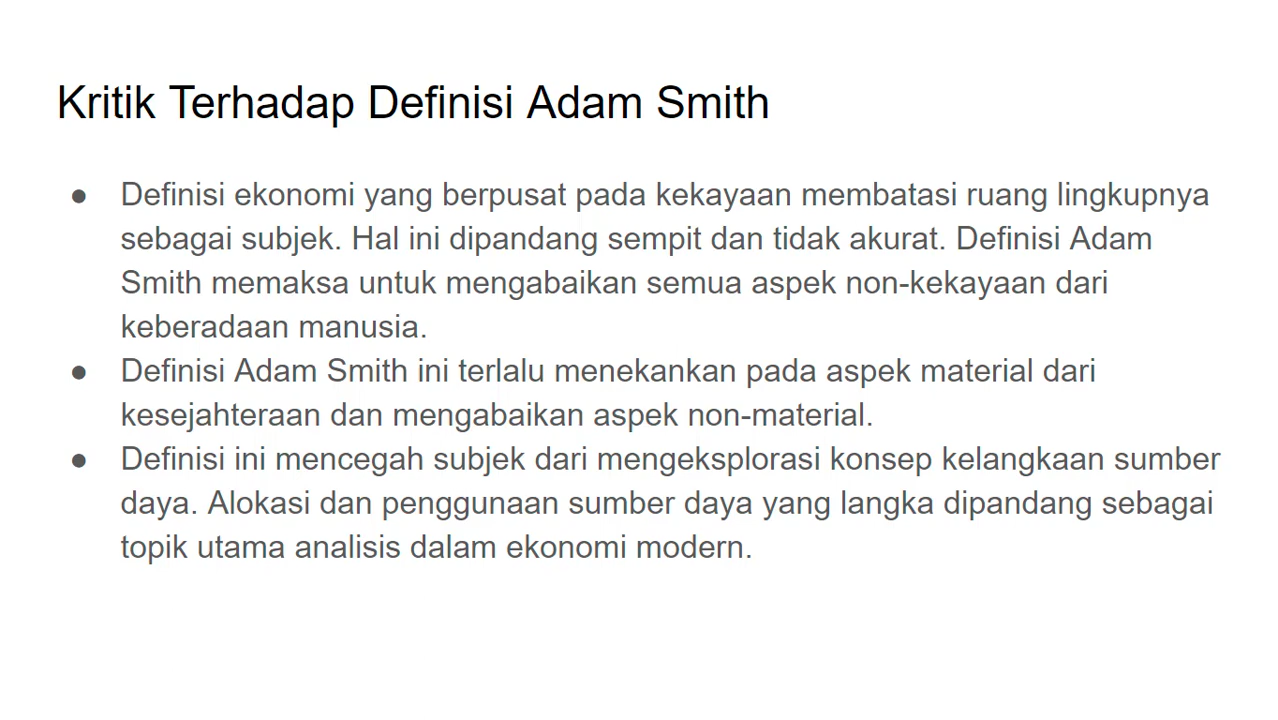 Kritik Terhadap Definisi Adam Smith
● Definisi ekonomi yang berpusat pada kekayaan membatasi ruang lingkupnya
sebagai subjek. Hal ini dipandang sempit dan tidak akurat. Definisi Adam
Smith memaksa untuk mengabaikan semua aspek non-kekayaan dari
keberadaan manusia.
● Definisi Adam Smith ini terlalu menekankan pada aspek material dari
kesejahteraan dan mengabaikan aspek non-material.
● Definisi ini mencegah subjek dari mengeksplorasi konsep kelangkaan sumber
daya. Alokasi dan penggunaan sumber daya yang langka dipandang sebagai
topik utama analisis dalam ekonomi modern.